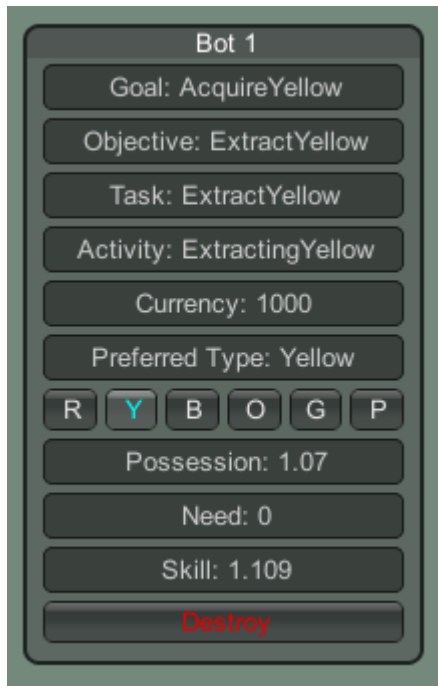 Bot 1
Goal: AcquireYellow
Objective: ExtractYellow
Task: ExtractYellow
Activity: ExtractingYellow
Currency: 1000
Preferred Type: Yellow
R Y B O G P
Possession: 1.07
Need: 0
Skill: 1.109
Destroy